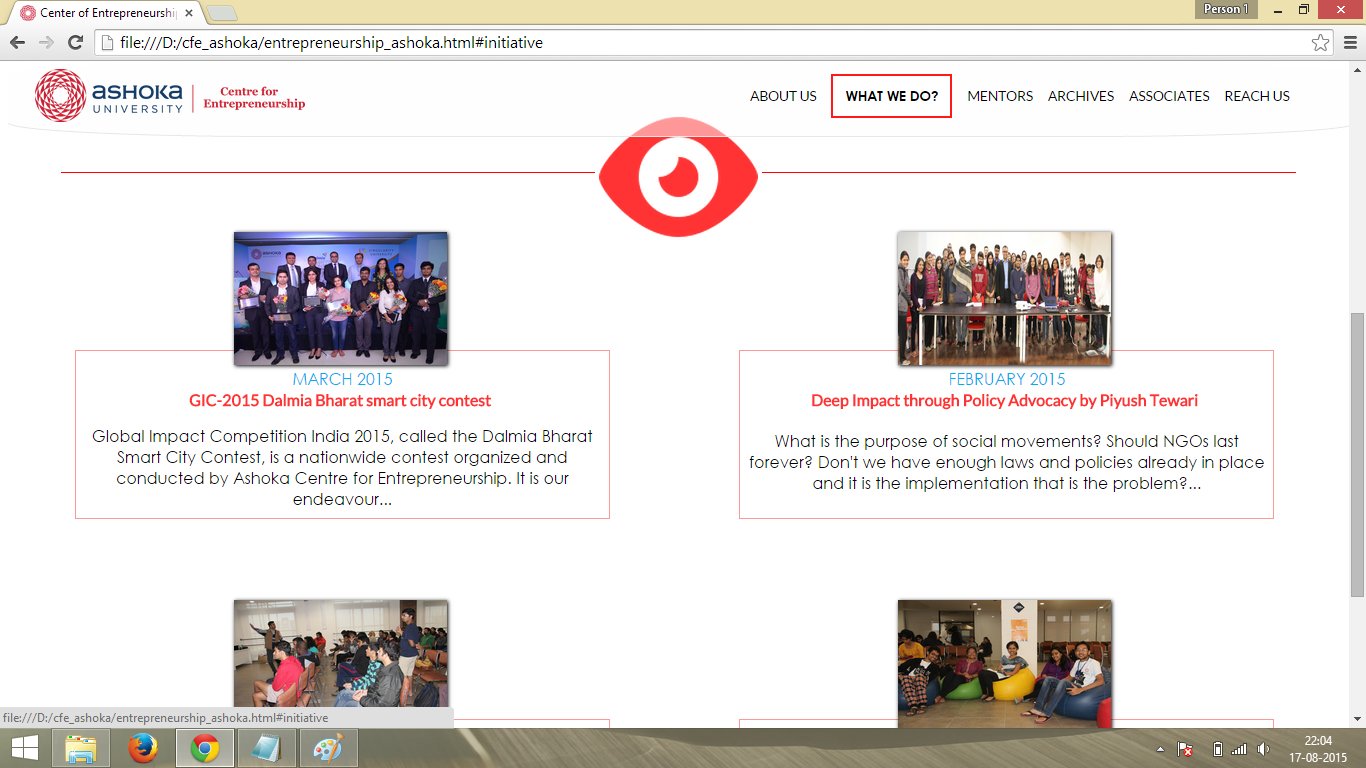 Center of Entrepreneurshi
Person 1
file:///D:/cfe_ashoka/entrepreneurship_ashoka.html#initiative
ASHOKA
UNIVERSITY
Centre for
Entrepreneurship
ABOUT US
WHAT WE DO?
MENTORS
ARCHIVES
ASSOCIATES
REACH US
ASHOKA
MARCH 2015
GIC-2015 Dalmia Bharat smart city contest
Global Impact Competition India 2015, called the Dalmia Bharat
Smart City Contest, is a nationwide contest organized and
conducted by Ashoka Centre for Entrepreneurship. It is our
endeavour...
FEBRUARY 2015
Deep Impact through Policy Advocacy by Piyush Tewari
What is the purpose of social movements? Should NGOs last
forever? Don't we have enough laws and policies already in place
and it is the implementation that is the problem?...
file:///D:/cfe_ashoka/entrepreneurship_ashoka.html#initiative
22:04
17-08-2015